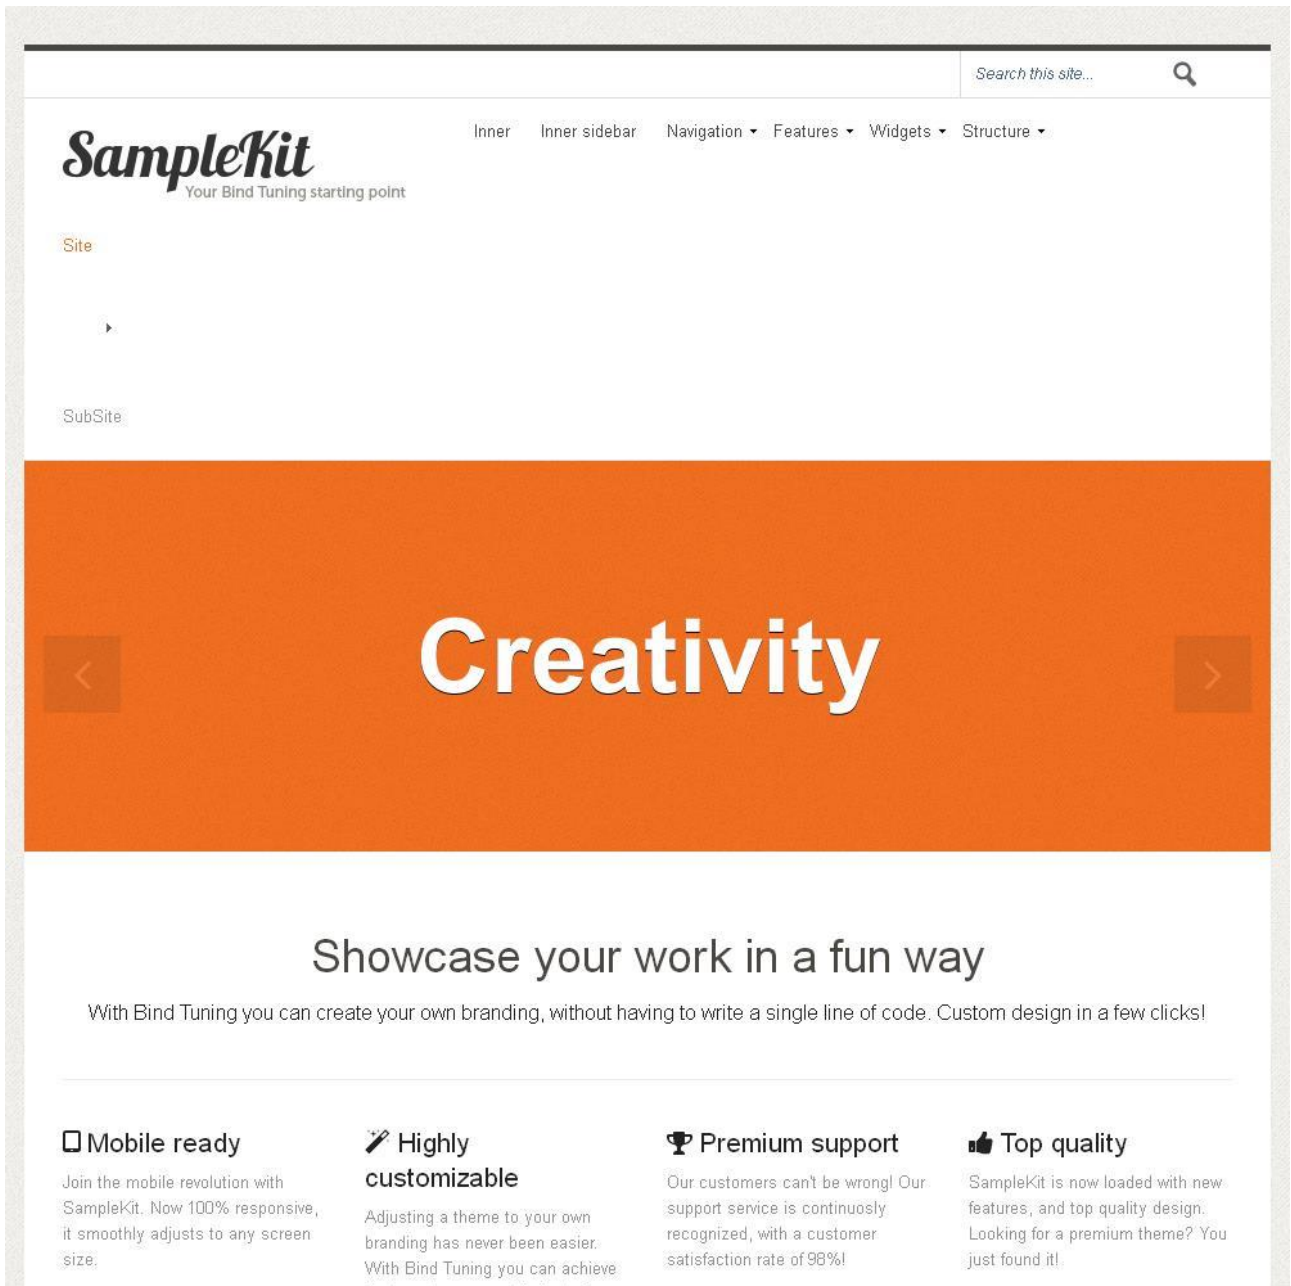 Search this site...
SampleKit
Your Bind Tuning starting point
Inner Inner sidebar Navigation Features Widgets Structure
Site
SubSite
Creativity
Showcase your work in a fun way
With Bind Tuning you can create your own branding, without having to write a single line of code. Custom design in a few clicks!
Mobile ready
Join the mobile revolution with
SampleKit. Now 100% responsive,
it smoothly adjusts to any screen
size.
Highly
customizable
Adjusting a theme to your own
branding has never been easier.
With Bind Tuning you can achieve
Premium support
Our customers can't be wrong! Our
support service is continuosly
recognized, with a customer
satisfaction rate of 98%!
Top quality
SampleKit is now loaded with new
features, and top quality design.
Looking for a premium theme? You
just found it!